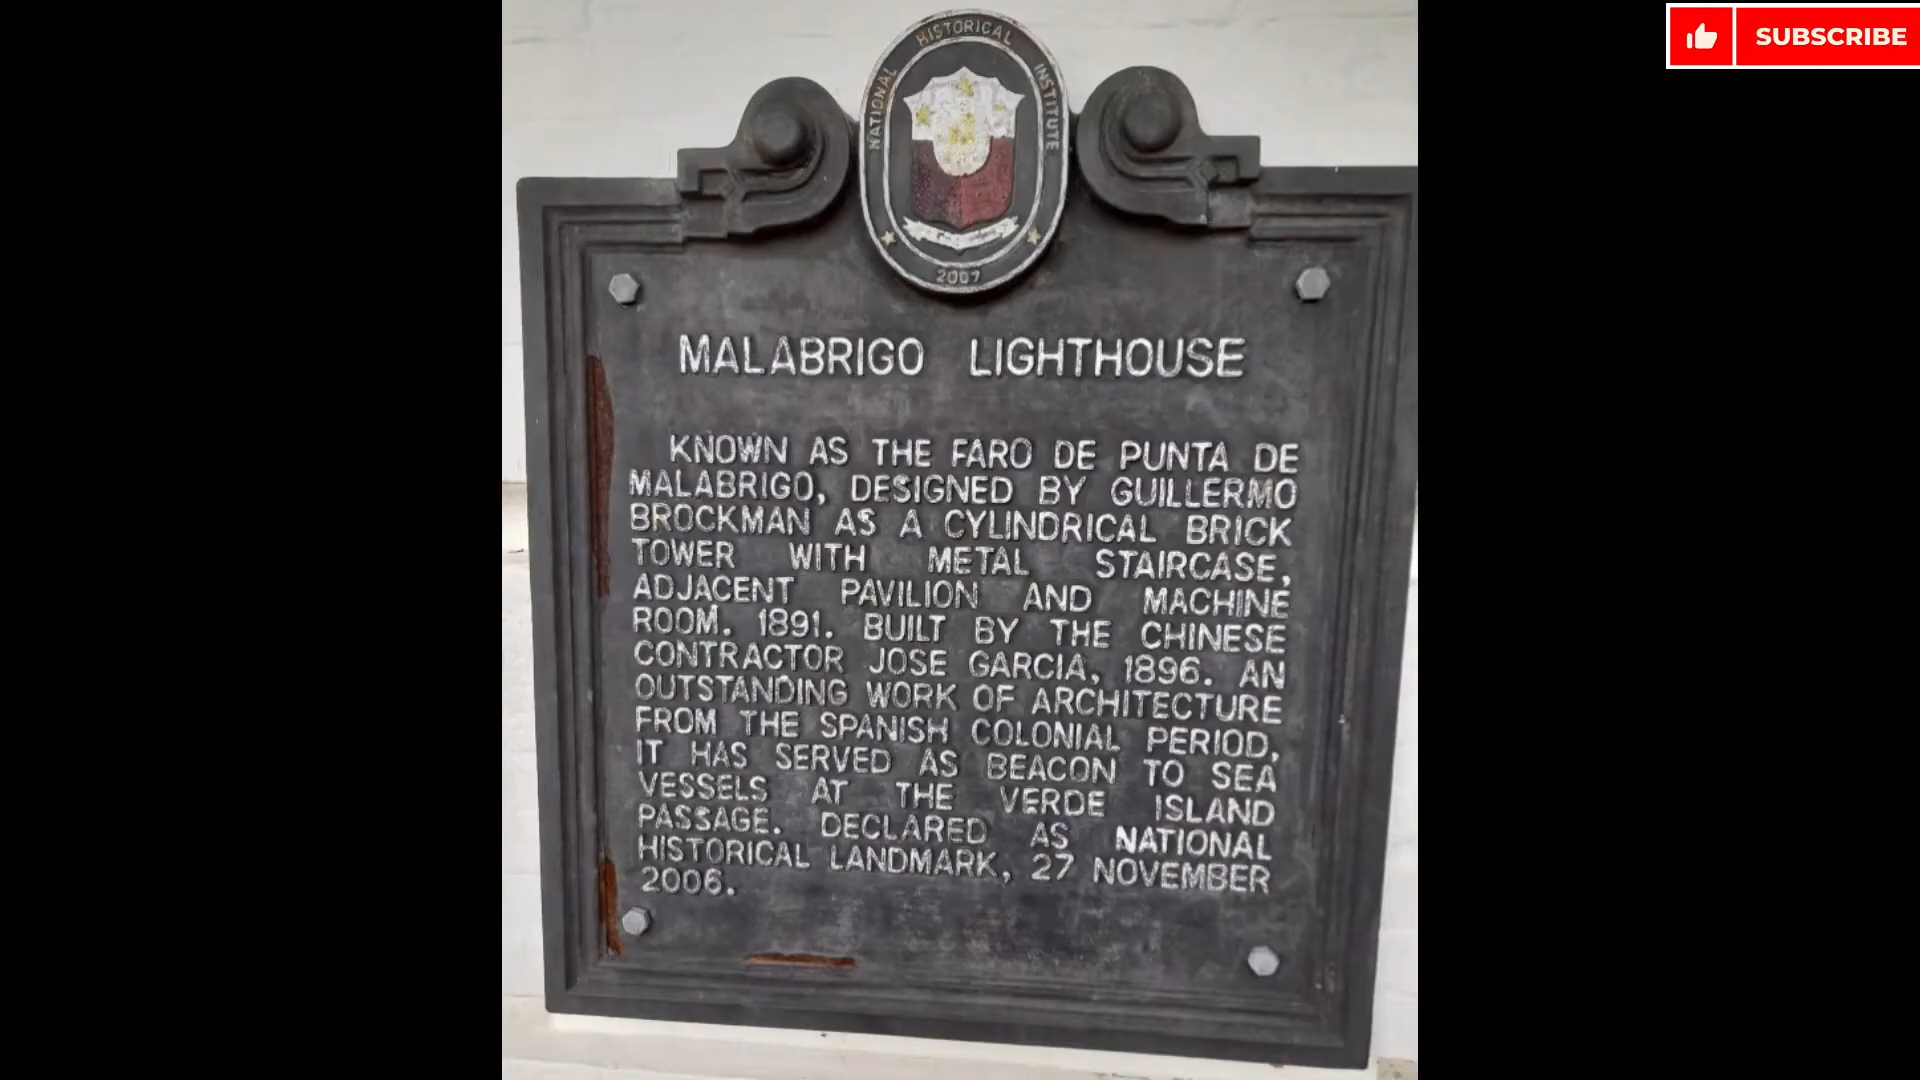 SUBSCRIBE
NATIONAL HISTORICAL INSTITUTE
2007
MALABRIGO LIGHTHOUSE
KNOWN AS THE FARO DE PUNTA DE
MALABRIGO, DESIGNED BY GUILLERMO
BROCKMAN AS A CYLINDRICAL BRICK
TOWER WITH METAL STAIRCASE,
ADJACENT PAVILION AND MACHINE
ROOM. 1891. BUILT BY THE CHINESE
CONTRACTOR JOSE GARCIA, 1896. AN
OUTSTANDING WORK OF ARCHITECTURE
FROM THE SPANISH COLONIAL PERIOD,
IT HAS SERVED AS BEACON TO SEA
VESSELS AT THE VERDE ISLAND
PASSAGE. DECLARED AS NATIONAL
HISTORICAL LANDMARK, 27 NOVEMBER
2006.